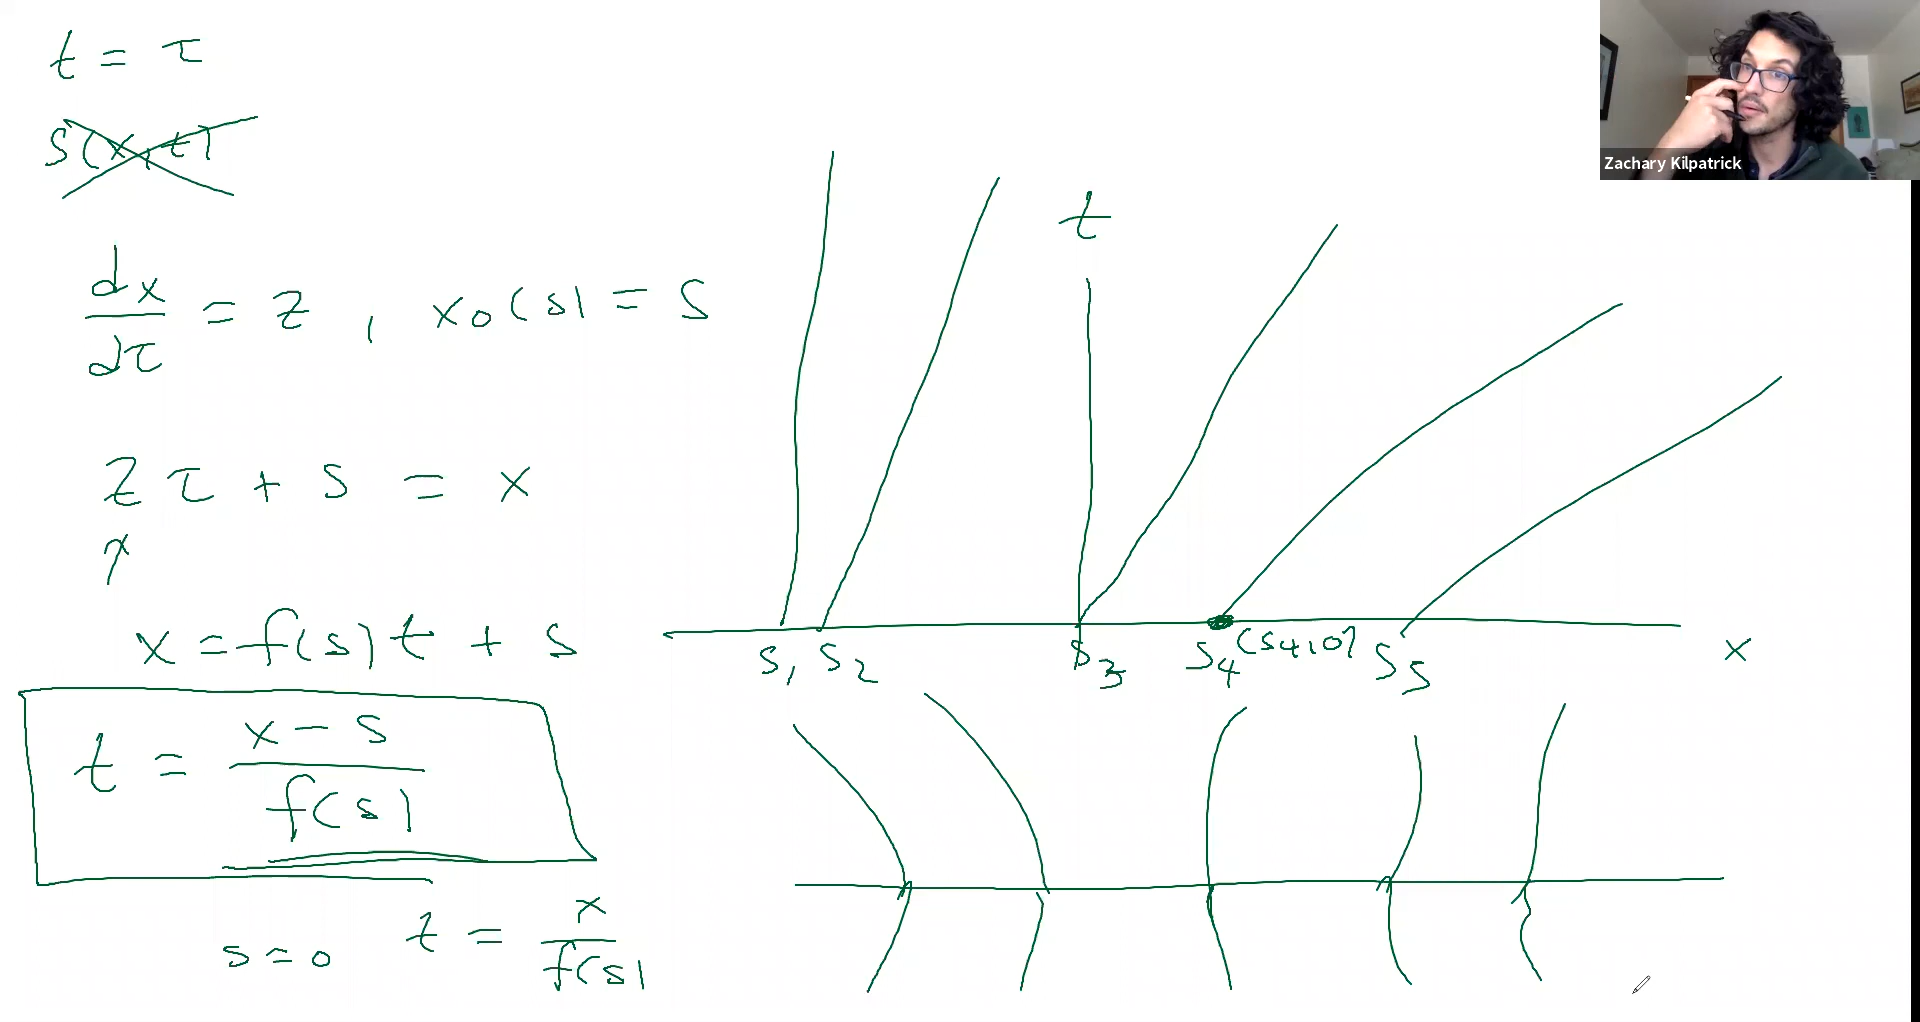 t = τ
s(x,t)
dx/dτ = z , x₀(s) = s
zτ + s = x
x = f(s)t + s
t = (x - s)/f(s)
s = 0 t = x/f(s)
t
s₁ s₂ s₃ s₄ (s₄,0) s₅ x
Zachary Kilpatrick